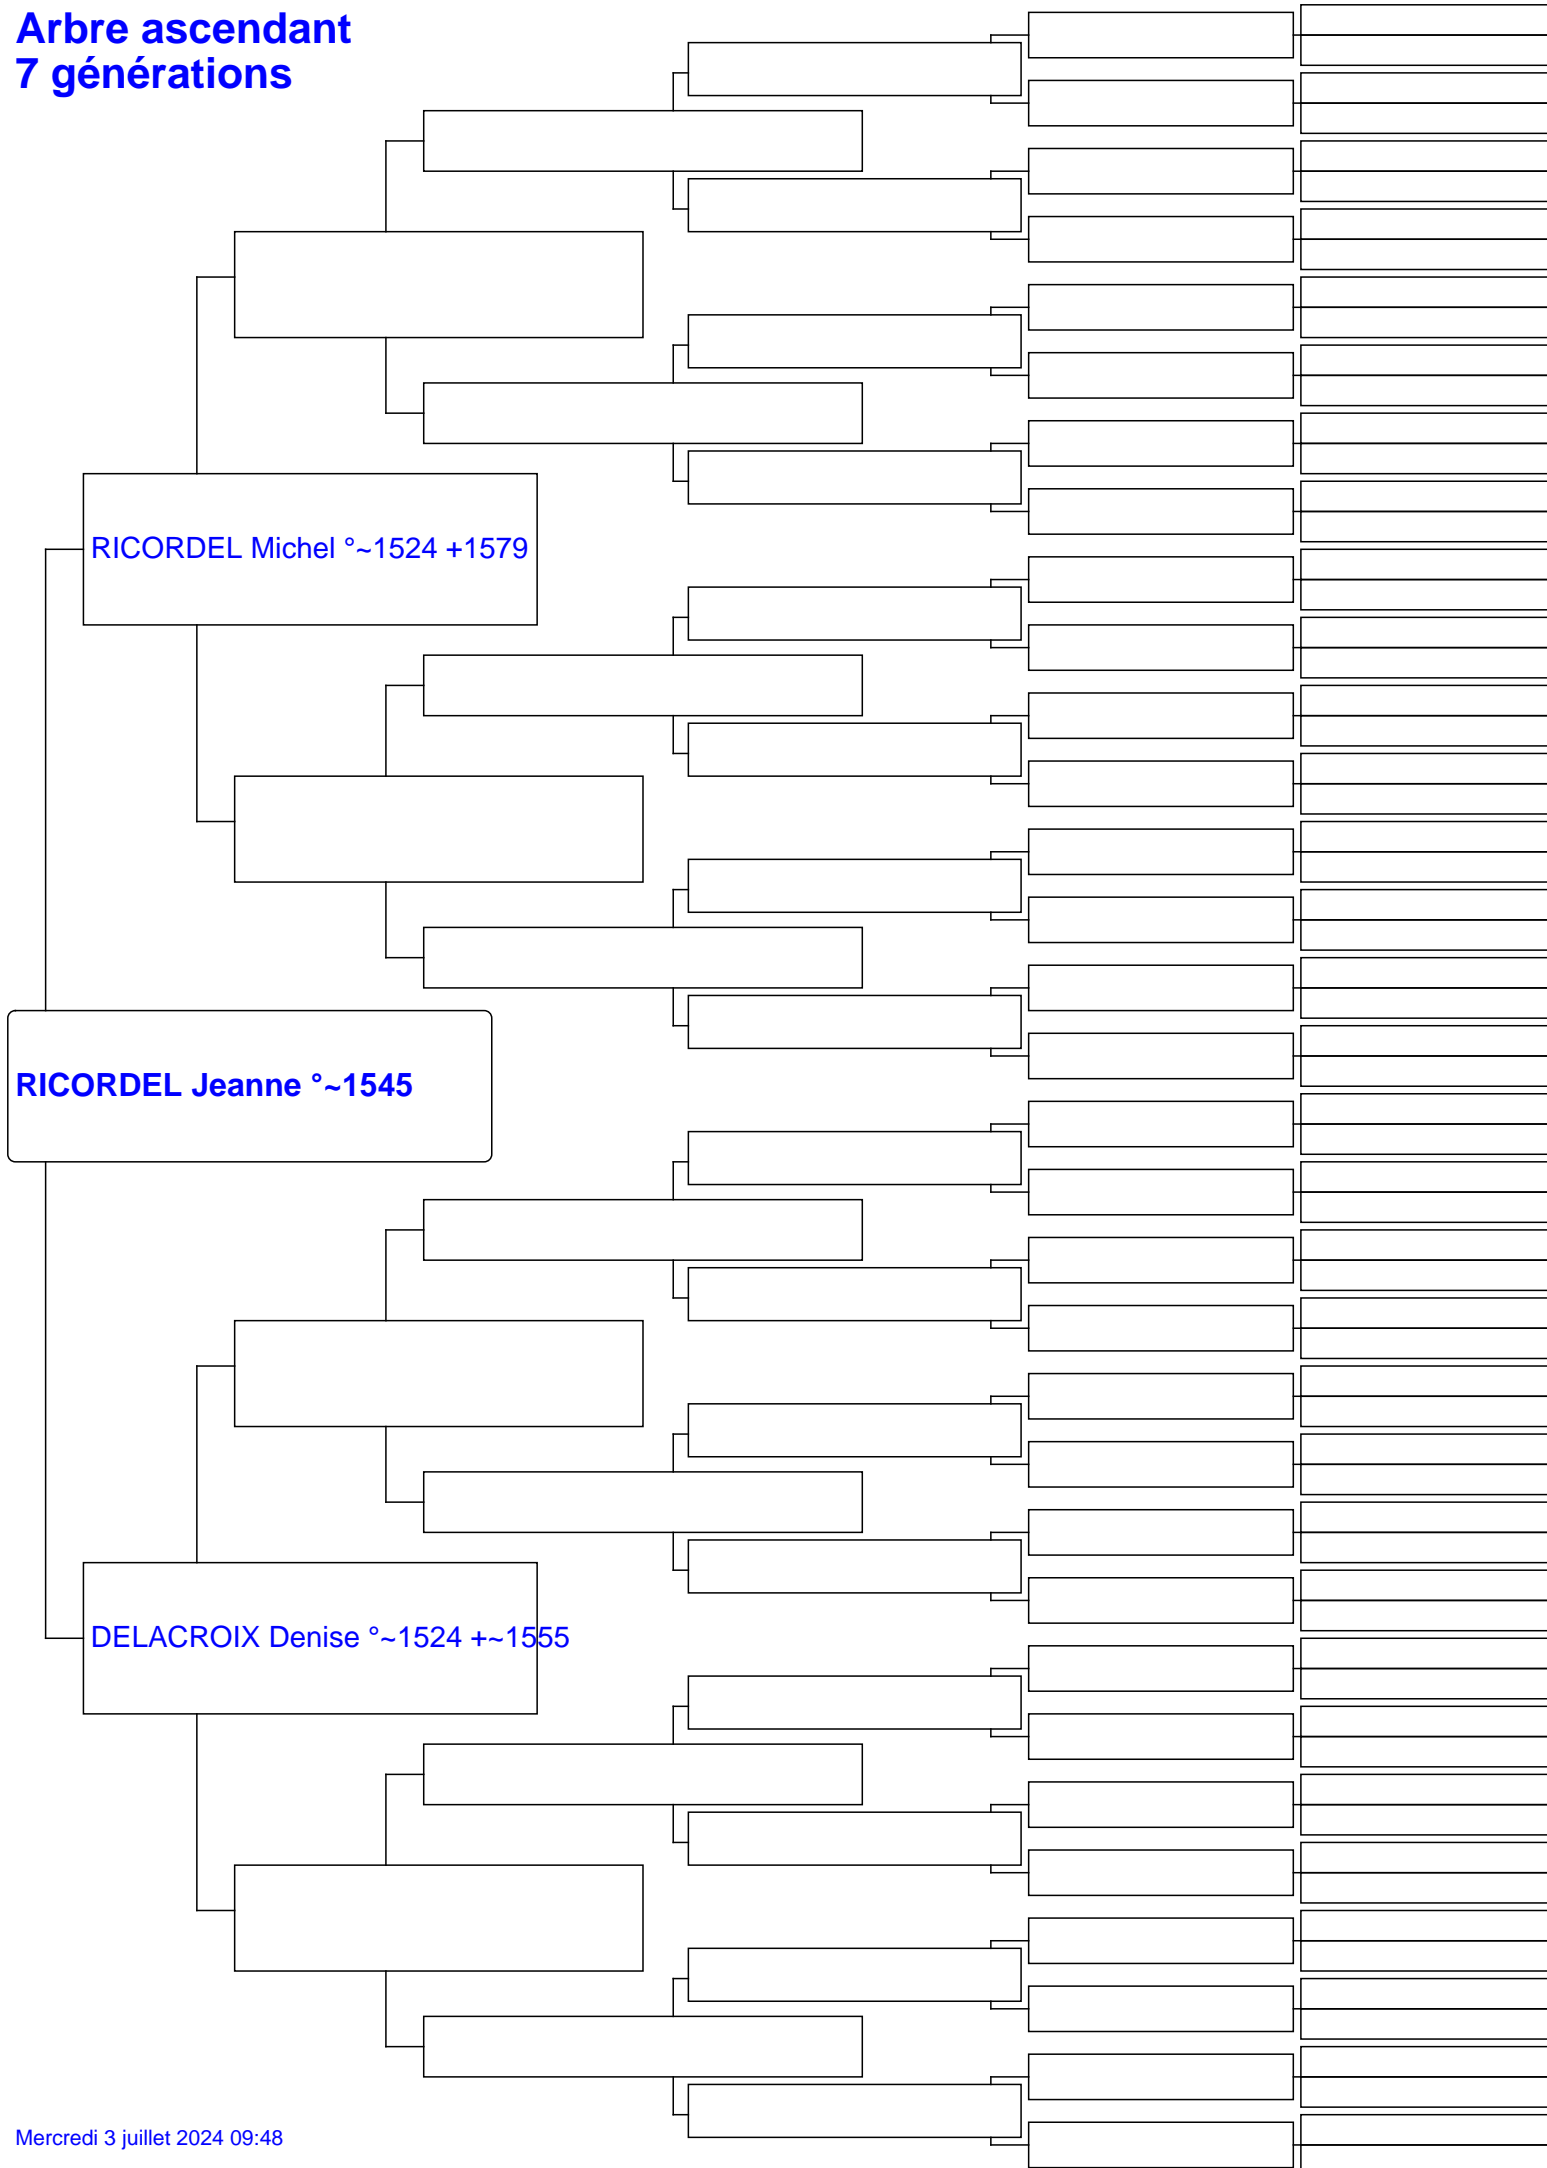 Arbre ascendant
7 générations
RICORDEL Michel °~1524 +1579
RICORDEL Jeanne °~1545
DELACROIX Denise °~1524 +~1555
Mercredi 3 juillet 2024 09:48